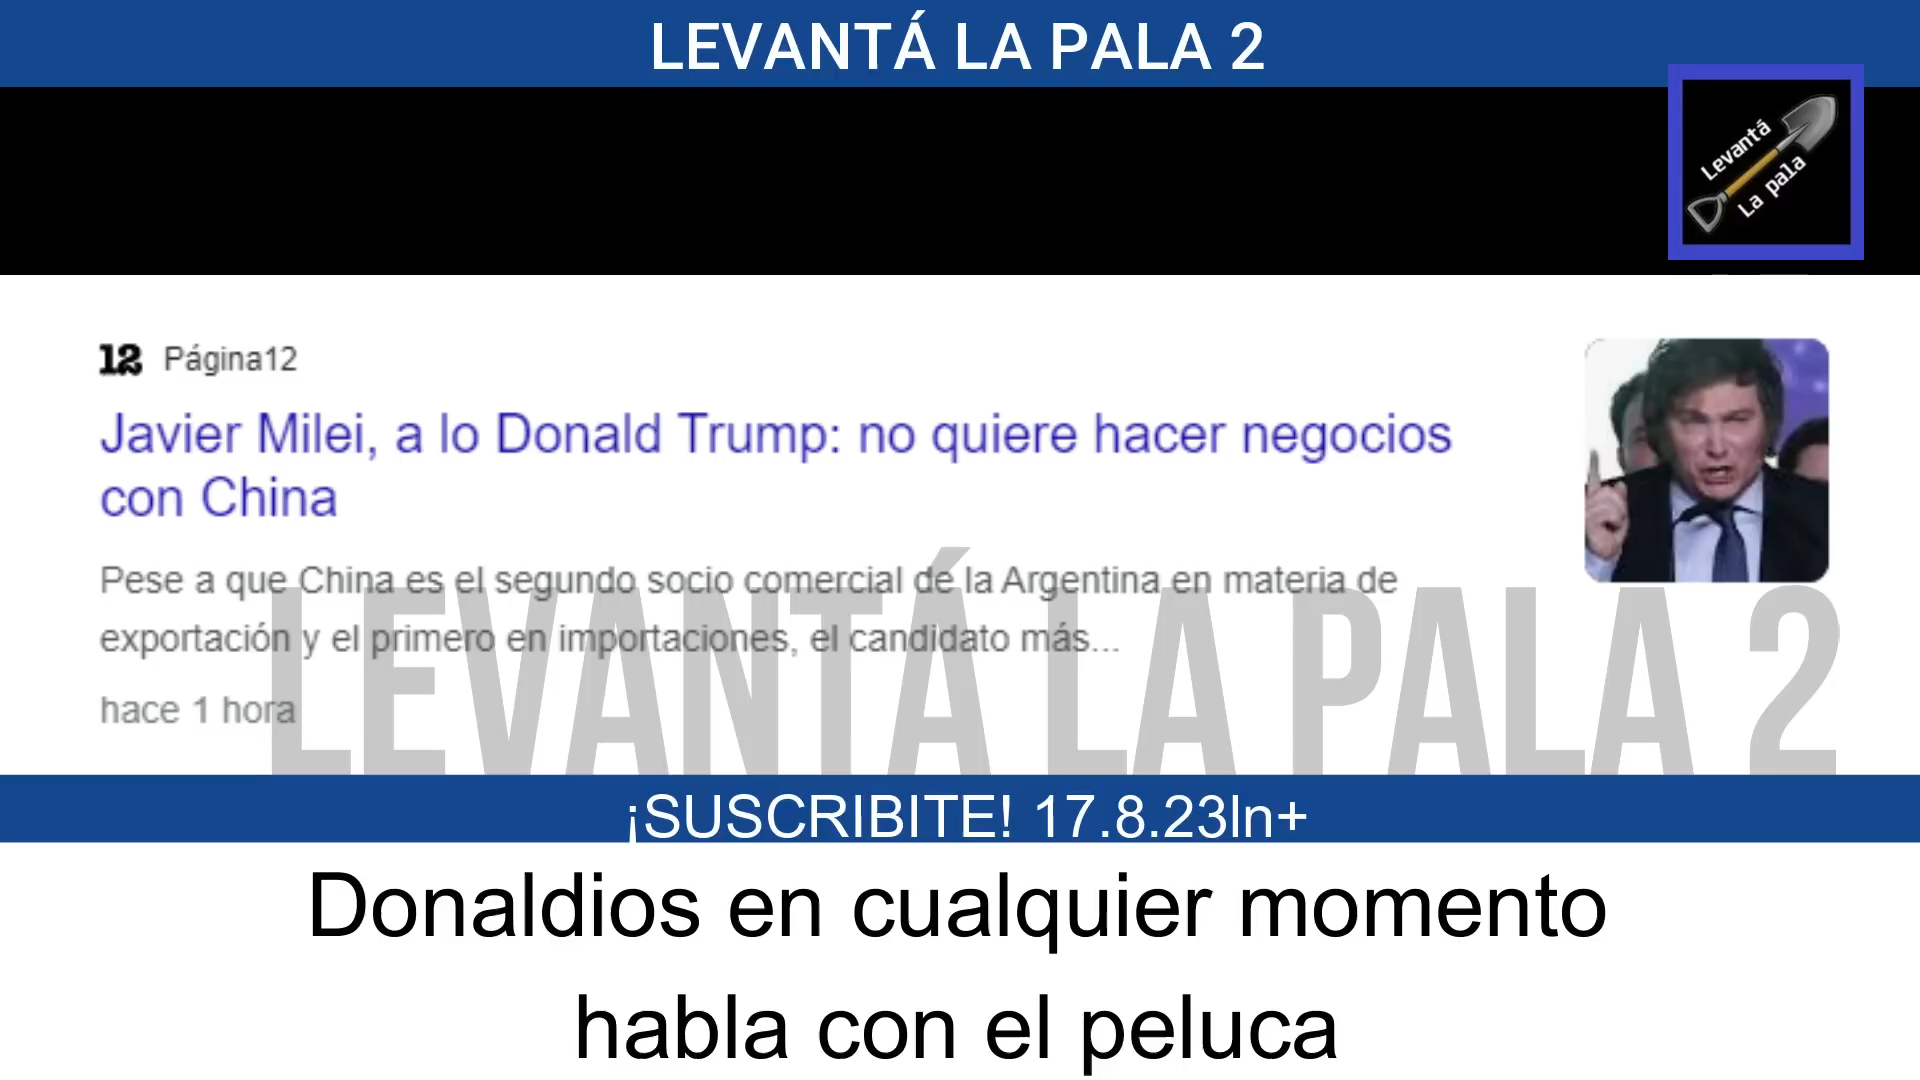 LEVANTÁ LA PALA 2
Levantá
La pala
12 Página12
Javier Milei, a lo Donald Trump: no quiere hacer negocios
con China
Pese a que China es el segundo socio comercial de la Argentina en materia de
exportación y el primero en importaciones, el candidato más...
hace 1 hora
LEVANTÁ LA PALA 2
¡SUSCRIBITE! 17.8.23ln+
Donaldios en cualquier momento
habla con el peluca